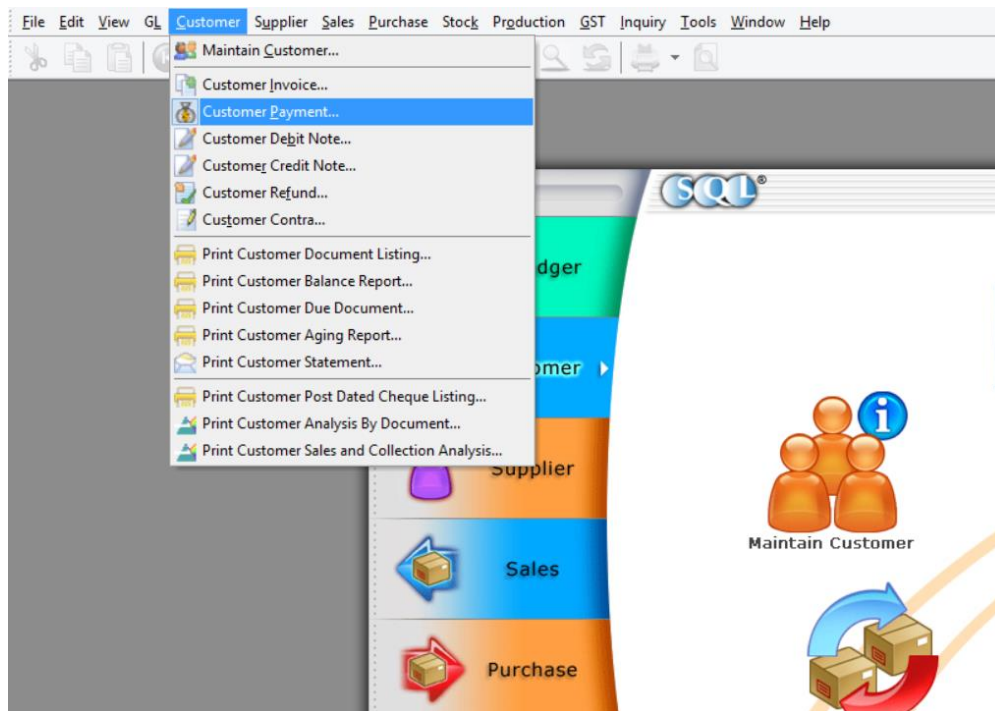 File Edit View GL Customer Supplier Sales Purchase Stock Production GST Inquiry Tools Window Help
Maintain Customer...
Customer Invoice...
Customer Payment...
Customer Debit Note...
Customer Credit Note...
Customer Refund...
Customer Contra...
Print Customer Document Listing...
Print Customer Balance Report...
Print Customer Due Document...
Print Customer Aging Report...
Print Customer Statement...
Print Customer Post Dated Cheque Listing...
Print Customer Analysis By Document...
Print Customer Sales and Collection Analysis...
SQL®
dger
omer
Supplier
Sales
Purchase
Maintain Customer